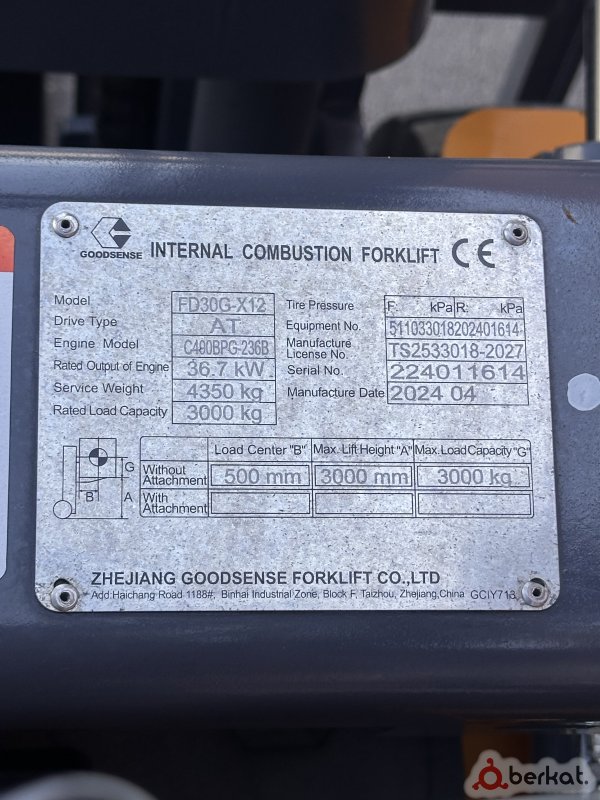 GOODSENSE INTERNAL COMBUSTION FORKLIFT CE
Model FD30G-X12 Tire Pressure F: kPa R: kPa
Drive Type AT Equipment No. 511033018202401614
Engine Model C490BPG-236B Manufacture License No. TS2533018-2027
Rated Output of Engine 36.7 kW Serial No. 224011614
Service Weight 4350 kg Manufacture Date 2024 04
Rated Load Capacity 3000 kg
Load Center "B" Max. Lift Height "A" Max. Load Capacity "G"
Without Attachment 500 mm 3000 mm 3000 kg
With Attachment
G
B A
ZHEJIANG GOODSENSE FORKLIFT CO.,LTD
Add:Haichang Road 1188#, Binhai Industrial Zone, Block F, Taizhou, Zhejiang,China
berkat.